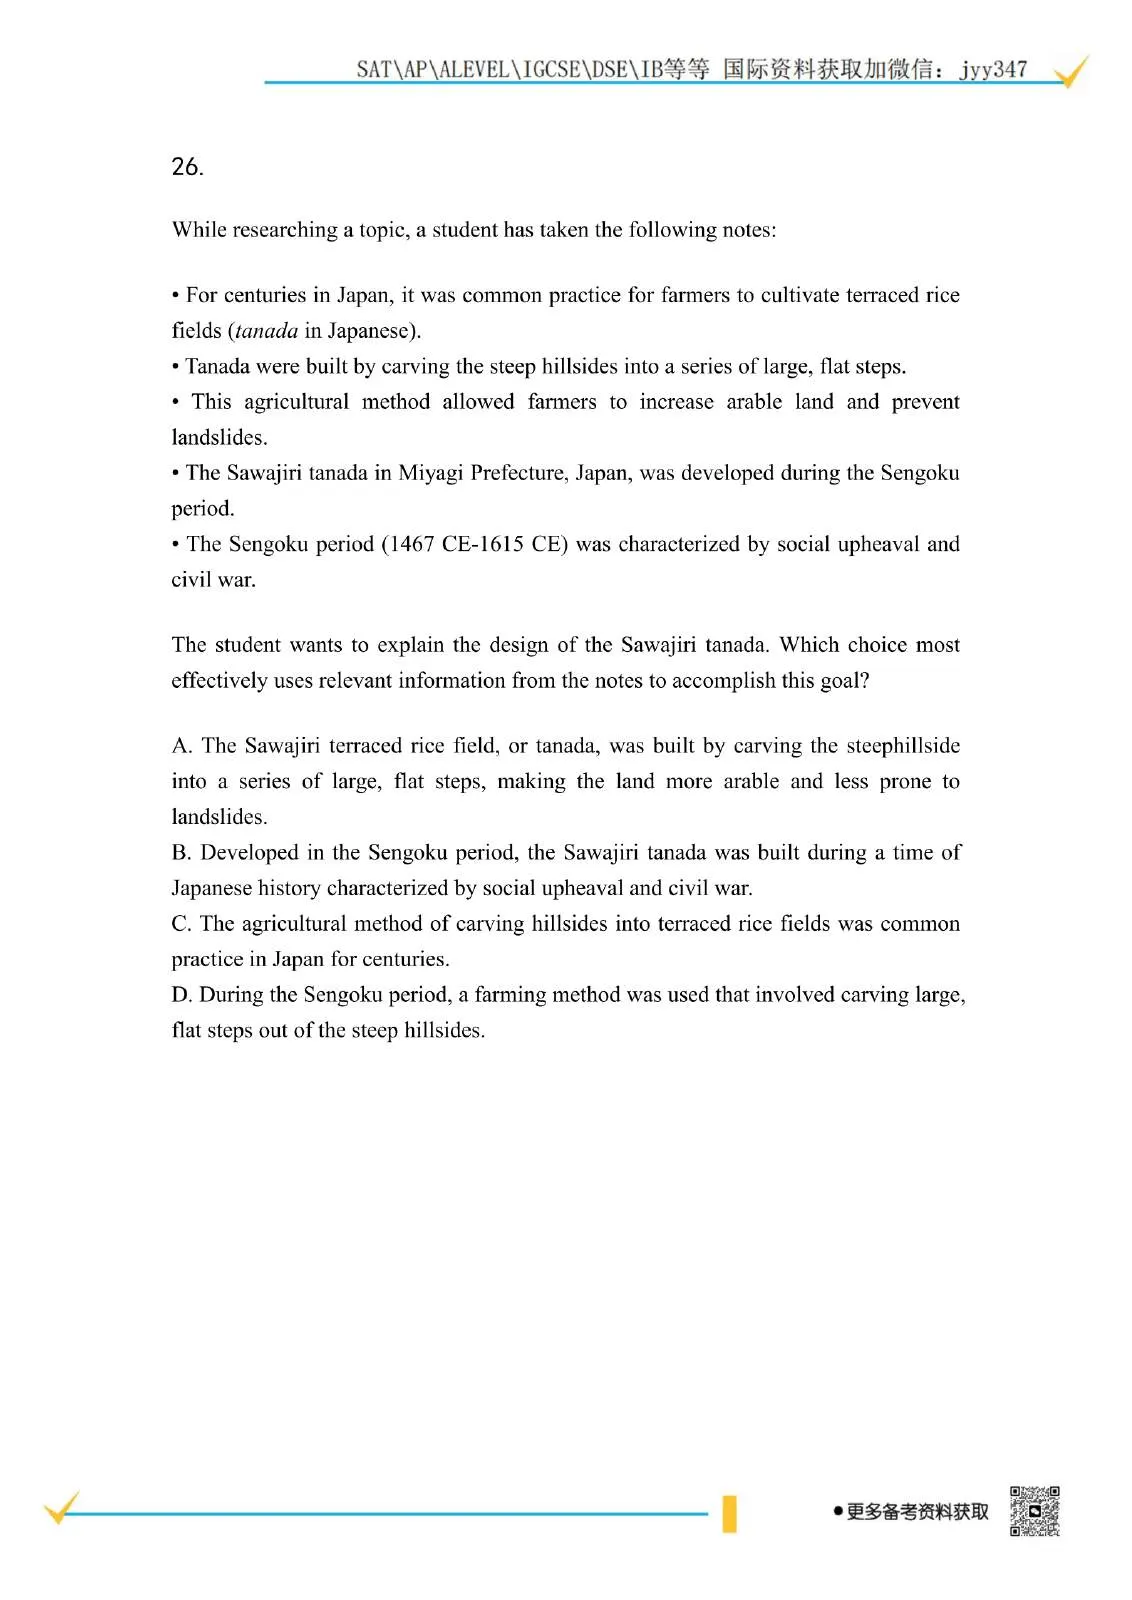 SAT\AP\ALEVEL\IGCSE\DSE\IB等等 国际资料获取加微信：jyy347
26.
While researching a topic, a student has taken the following notes:
• For centuries in Japan, it was common practice for farmers to cultivate terraced rice
fields (tanada in Japanese).
• Tanada were built by carving the steep hillsides into a series of large, flat steps.
• This agricultural method allowed farmers to increase arable land and prevent
landslides.
• The Sawajiri tanada in Miyagi Prefecture, Japan, was developed during the Sengoku
period.
• The Sengoku period (1467 CE-1615 CE) was characterized by social upheaval and
civil war.
The student wants to explain the design of the Sawajiri tanada. Which choice most
effectively uses relevant information from the notes to accomplish this goal?
A. The Sawajiri terraced rice field, or tanada, was built by carving the steephillside
into a series of large, flat steps, making the land more arable and less prone to
landslides.
B. Developed in the Sengoku period, the Sawajiri tanada was built during a time of
Japanese history characterized by social upheaval and civil war.
C. The agricultural method of carving hillsides into terraced rice fields was common
practice in Japan for centuries.
D. During the Sengoku period, a farming method was used that involved carving large,
flat steps out of the steep hillsides.
•更多备考资料获取